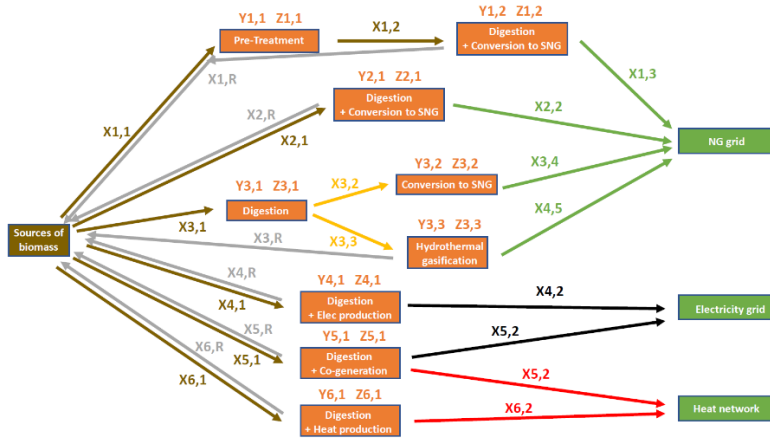 Y1,1 Z1,1
Pre-Treatment
X1,2
Y1,2 Z1,2
Digestion
+ Conversion to SNG
X1,R
X1,3
X1,1
Y2,1 Z2,1
Digestion
+ Conversion to SNG
X2,R
X2,1
X2,2
NG grid
Y3,1 Z3,1
Digestion
X3,2
Y3,2 Z3,2
Conversion to SNG
X3,4
X3,1
X3,3
Y3,3 Z3,3
Hydrothermal
gasification
X4,5
X3,R
Sources of
biomass
X4,R
X4,1
Y4,1 Z4,1
Digestion
+ Elec production
X4,2
Electricity grid
X5,R
X5,1
Y5,1 Z5,1
Digestion
+ Co-generation
X5,2
X5,2
Heat network
X6,R
X6,1
Y6,1 Z6,1
Digestion
+ Heat production
X6,2